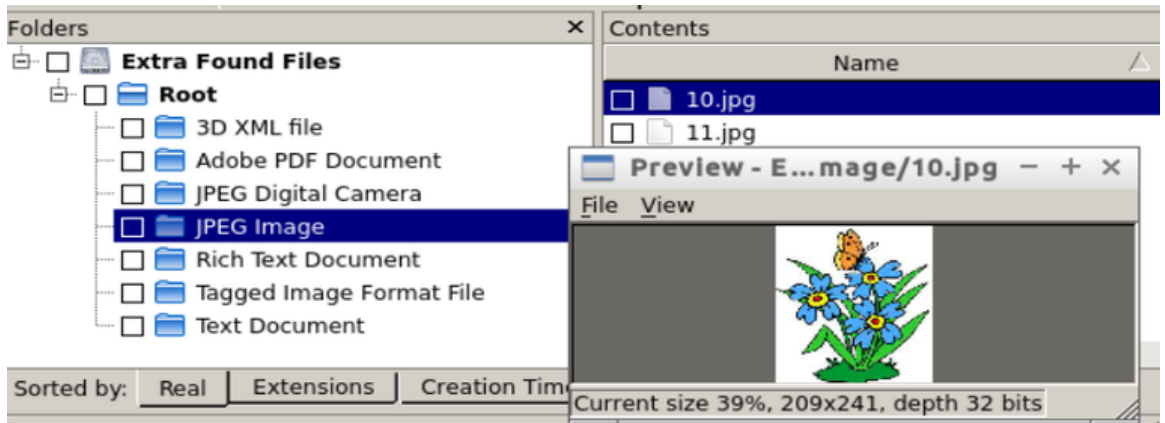 Folders
Extra Found Files
Root
3D XML file
Adobe PDF Document
JPEG Digital Camera
JPEG Image
Rich Text Document
Tagged Image Format File
Text Document
Sorted by: Real Extensions Creation Tim
Contents
Name
10.jpg
11.jpg
Preview - E...mage/10.jpg
File View
Current size 39%, 209x241, depth 32 bits